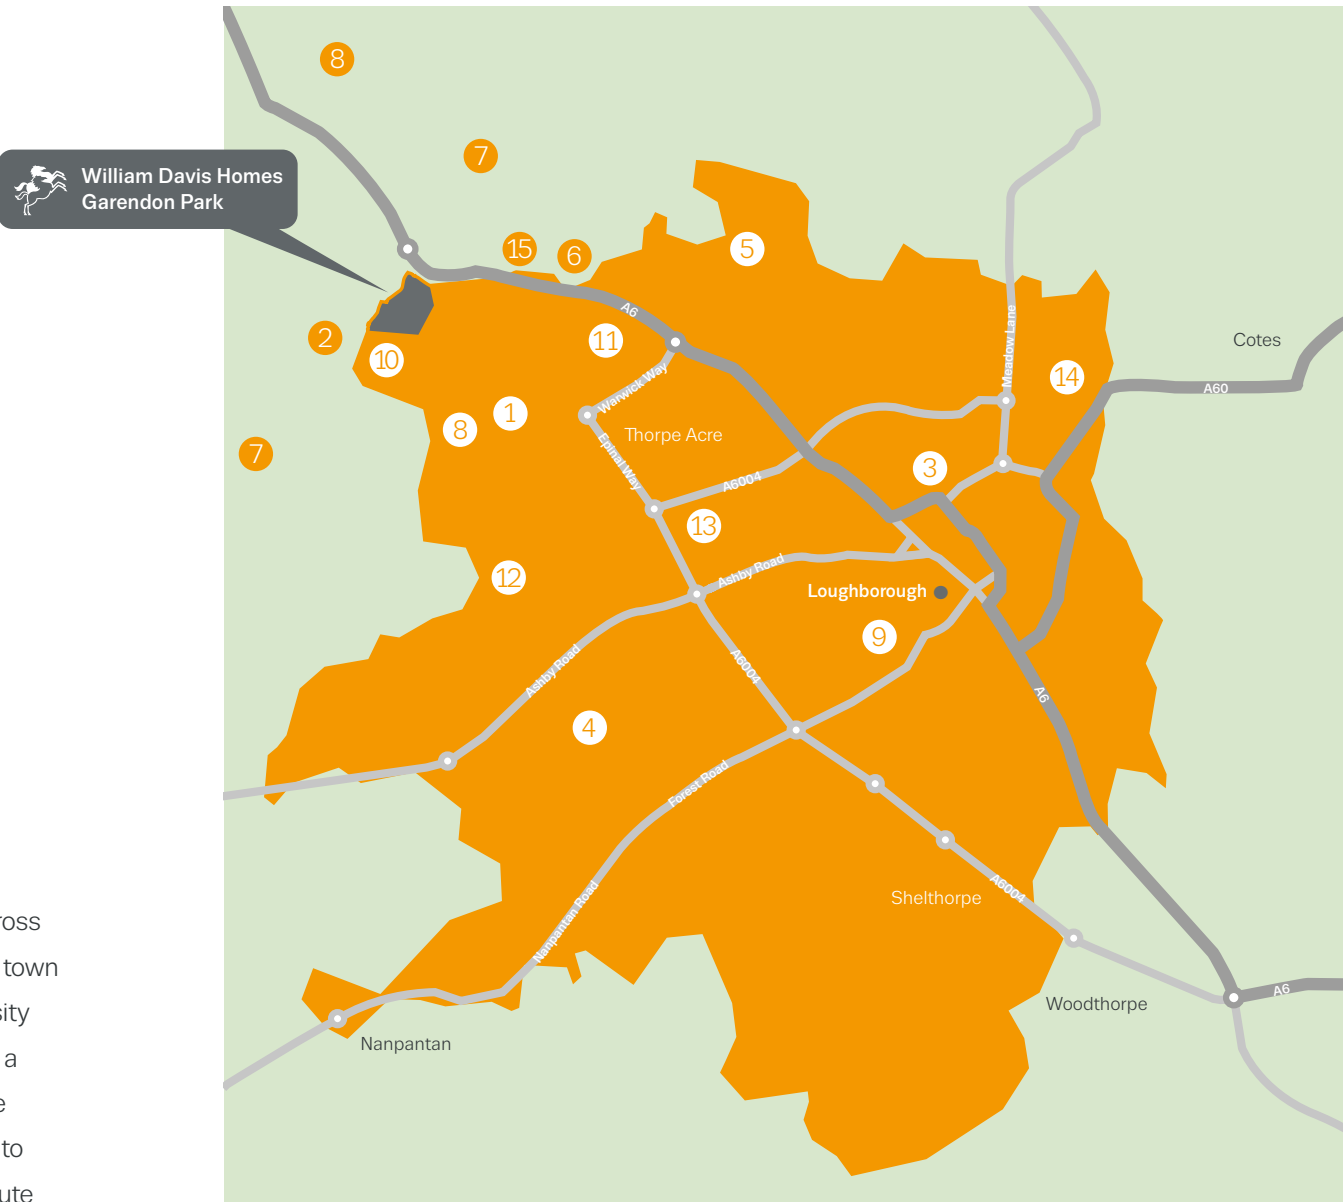 8
7
William Davis Homes
Garendon Park
15
6
5
A6
2
10
11
Meadow Lane
14
Cotes
A60
Warwick Way
8
1
Thorpe Acre
Epinal Way
7
A6004
3
13
12
Ashby Road
Loughborough
9
Ashby Road
A6004
A6
4
Forest Road
Shelthorpe
A6004
Nanpantan Road
A6
Woodthorpe
Nanpantan
ross
town
sity
a
e
to
ute